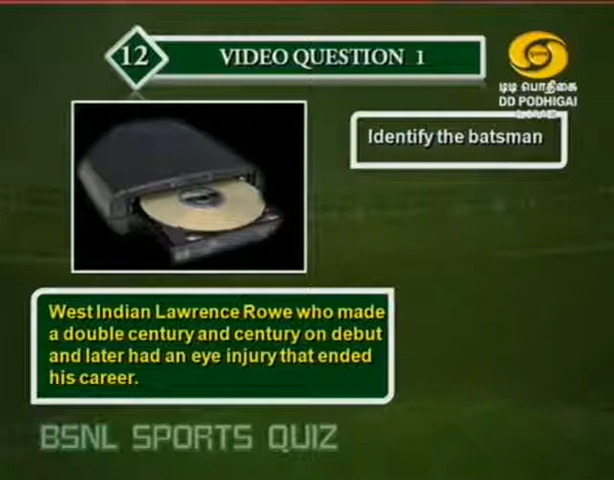 12
VIDEO QUESTION 1
டிடி பொதிகை
DD PODHIGAI
Identify the batsman
West Indian Lawrence Rowe who made
a double century and century on debut
and later had an eye injury that ended
his career.
BSNL SPORTS QUIZ